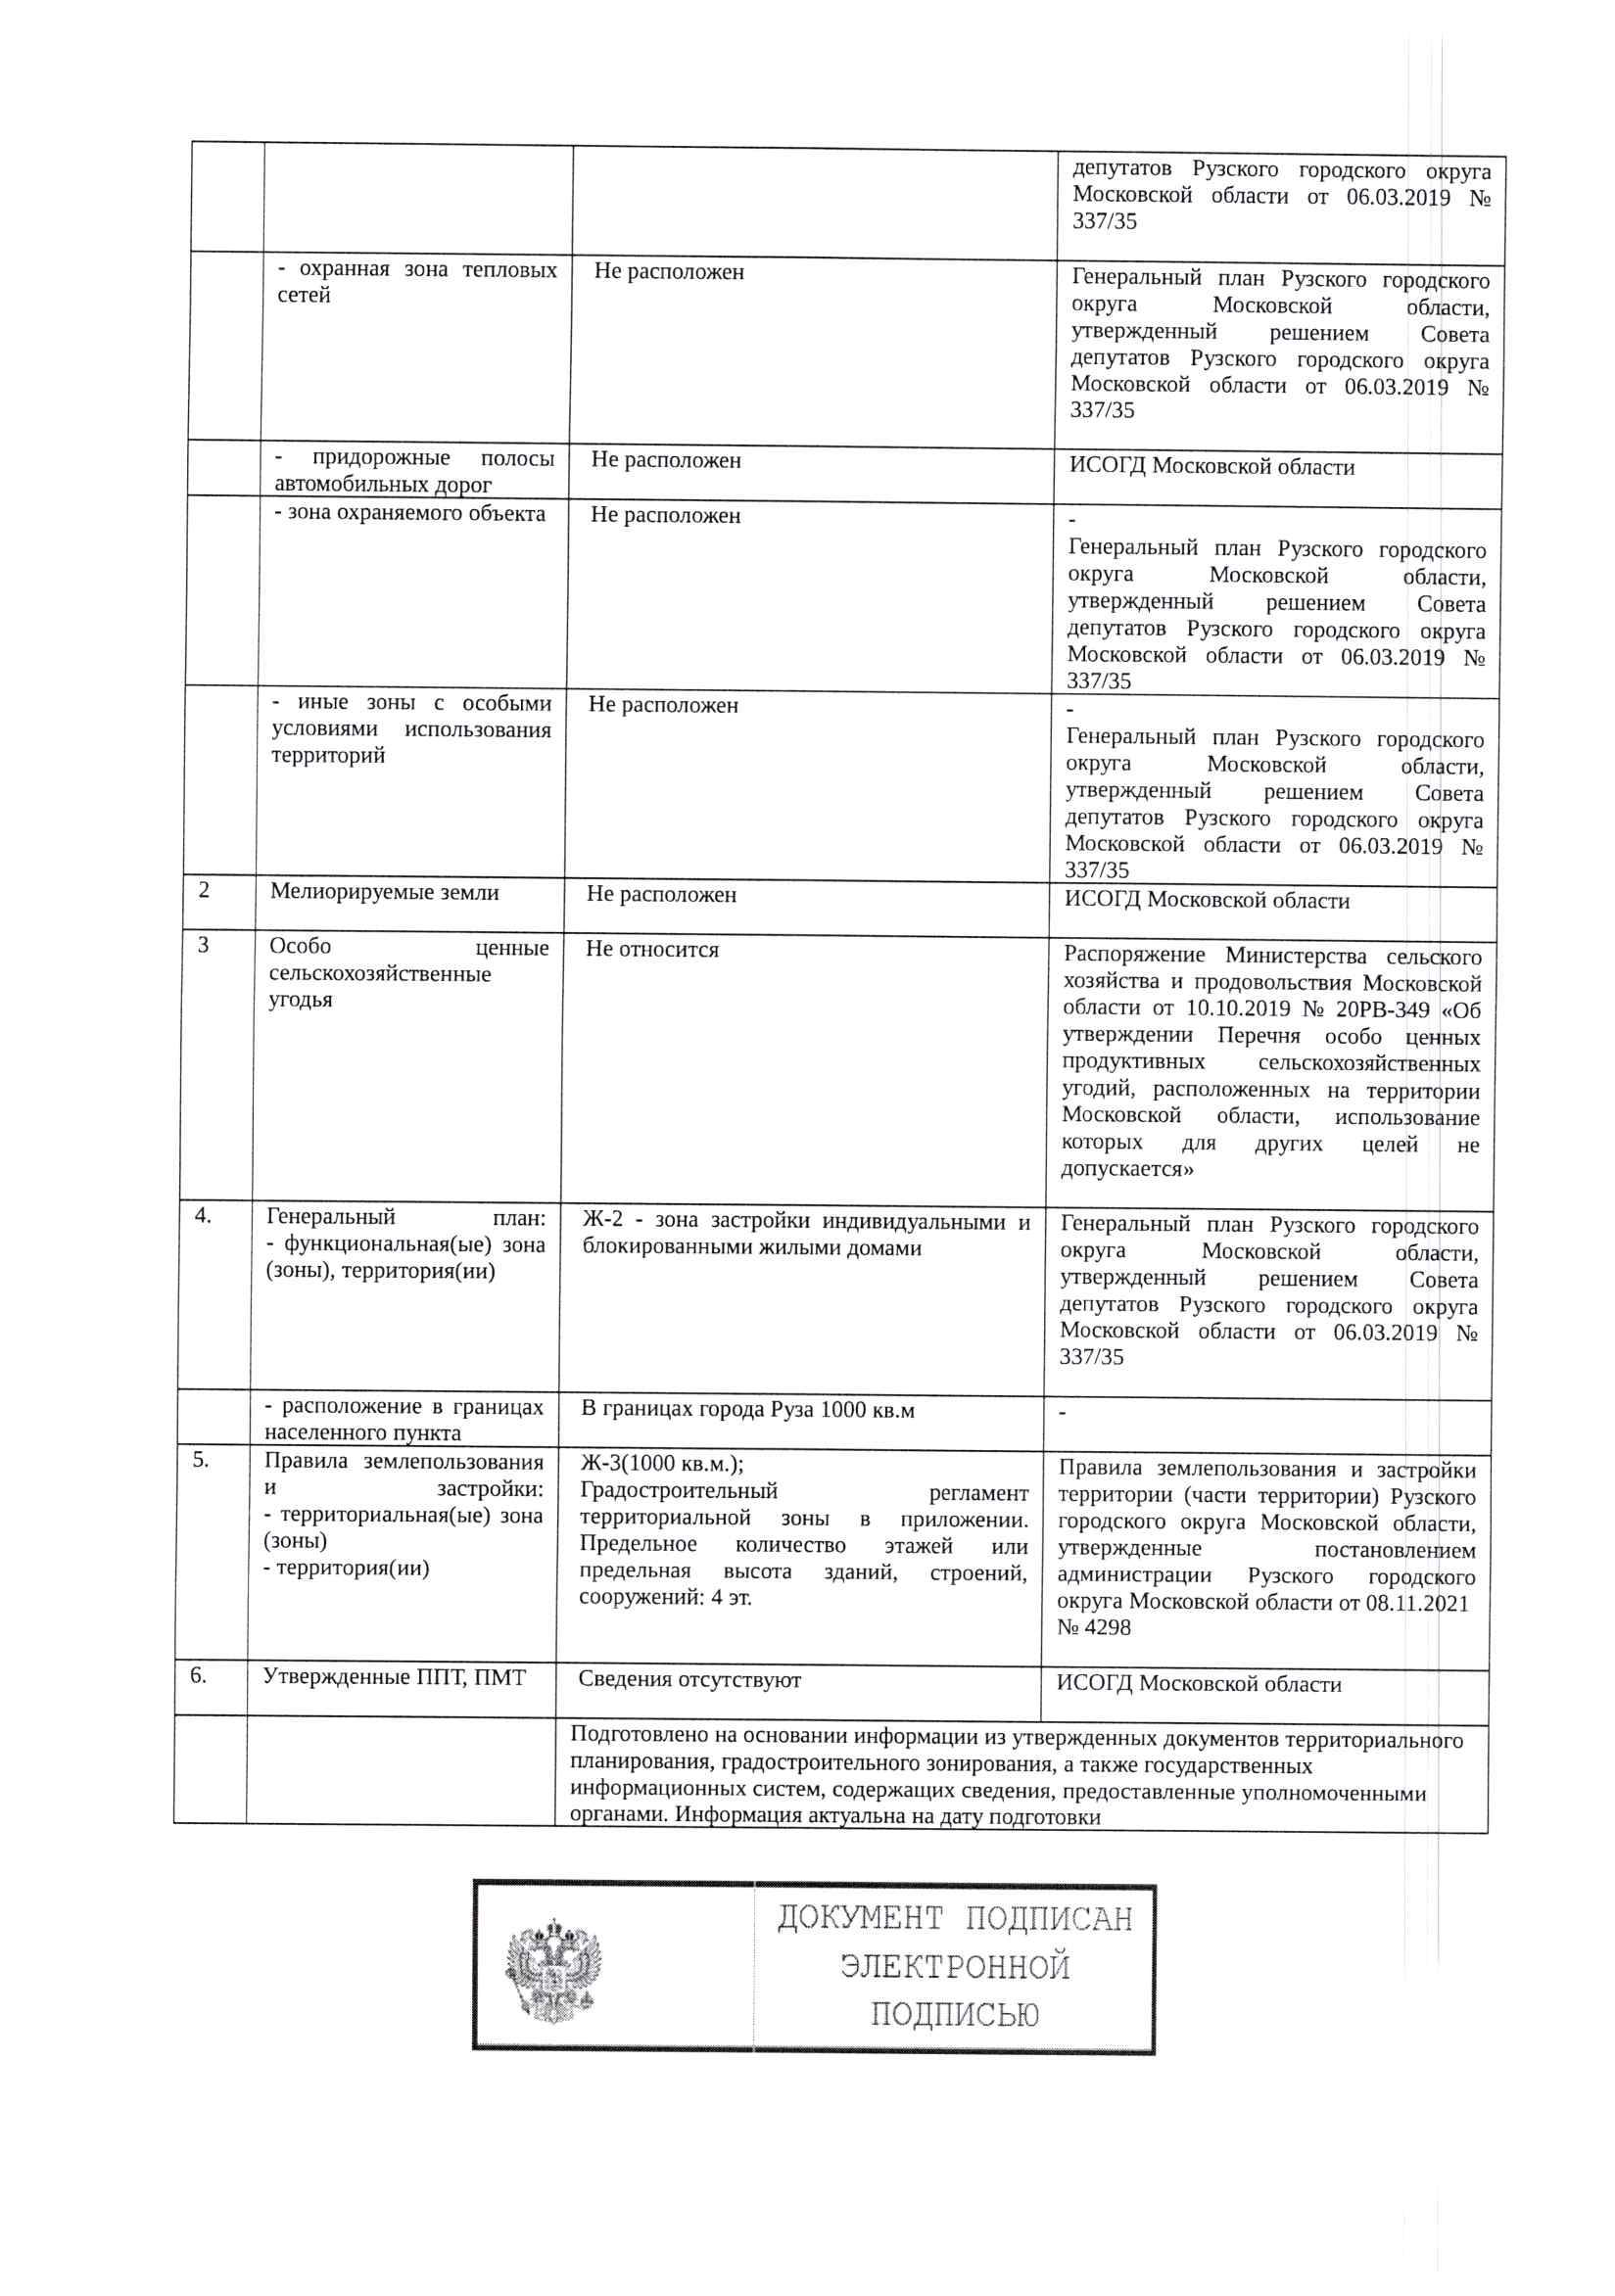 депутатов Рузского городского округа
Московской области от 06.03.2019 №
337/35
- охранная зона тепловых
сетей
Не расположен
Генеральный план Рузского городского
округа Московской области,
утвержденный решением Совета
депутатов Рузского городского округа
Московской области от 06.03.2019 №
337/35
- придорожные полосы
автомобильных дорог
Не расположен
ИСОГД Московской области
- зона охраняемого объекта
Не расположен
-
Генеральный план Рузского городского
округа Московской области,
утвержденный решением Совета
депутатов Рузского городского округа
Московской области от 06.03.2019 №
337/35
- иные зоны с особыми
условиями использования
территорий
Не расположен
-
Генеральный план Рузского городского
округа Московской области,
утвержденный решением Совета
депутатов Рузского городского округа
Московской области от 06.03.2019 №
337/35
2
Мелиорируемые земли
Не расположен
ИСОГД Московской области
3
Особо ценные
сельскохозяйственные
угодья
Не относится
Распоряжение Министерства сельского
хозяйства и продовольствия Московской
области от 10.10.2019 № 20РВ-349 «Об
утверждении Перечня особо ценных
продуктивных сельскохозяйственных
угодий, расположенных на территории
Московской области, использование
которых для других целей не
допускается»
4.
Генеральный план:
- функциональная(ые) зона
(зоны), территория(ии)
Ж-2 - зона застройки индивидуальными и
блокированными жилыми домами
Генеральный план Рузского городского
округа Московской области,
утвержденный решением Совета
депутатов Рузского городского округа
Московской области от 06.03.2019 №
337/35
- расположение в границах
населенного пункта
В границах города Руза 1000 кв.м
-
5.
Правила землепользования
и застройки:
- территориальная(ые) зона
(зоны)
- территория(ии)
Ж-3(1000 кв.м.);
Градостроительный регламент
территориальной зоны в приложении.
Предельное количество этажей или
предельная высота зданий, строений,
сооружений: 4 эт.
Правила землепользования и застройки
территории (части территории) Рузского
городского округа Московской области,
утвержденные постановлением
администрации Рузского городского
округа Московской области от 08.11.2021
№ 4298
6.
Утвержденные ППТ, ПМТ
Сведения отсутствуют
ИСОГД Московской области
Подготовлено на основании информации из утвержденных документов территориального
планирования, градостроительного зонирования, а также государственных
информационных систем, содержащих сведения, предоставленные уполномоченными
органами. Информация актуальна на дату подготовки
ДОКУМЕНТ ПОДПИСАН
ЭЛЕКТРОННОЙ
ПОДПИСЬЮ